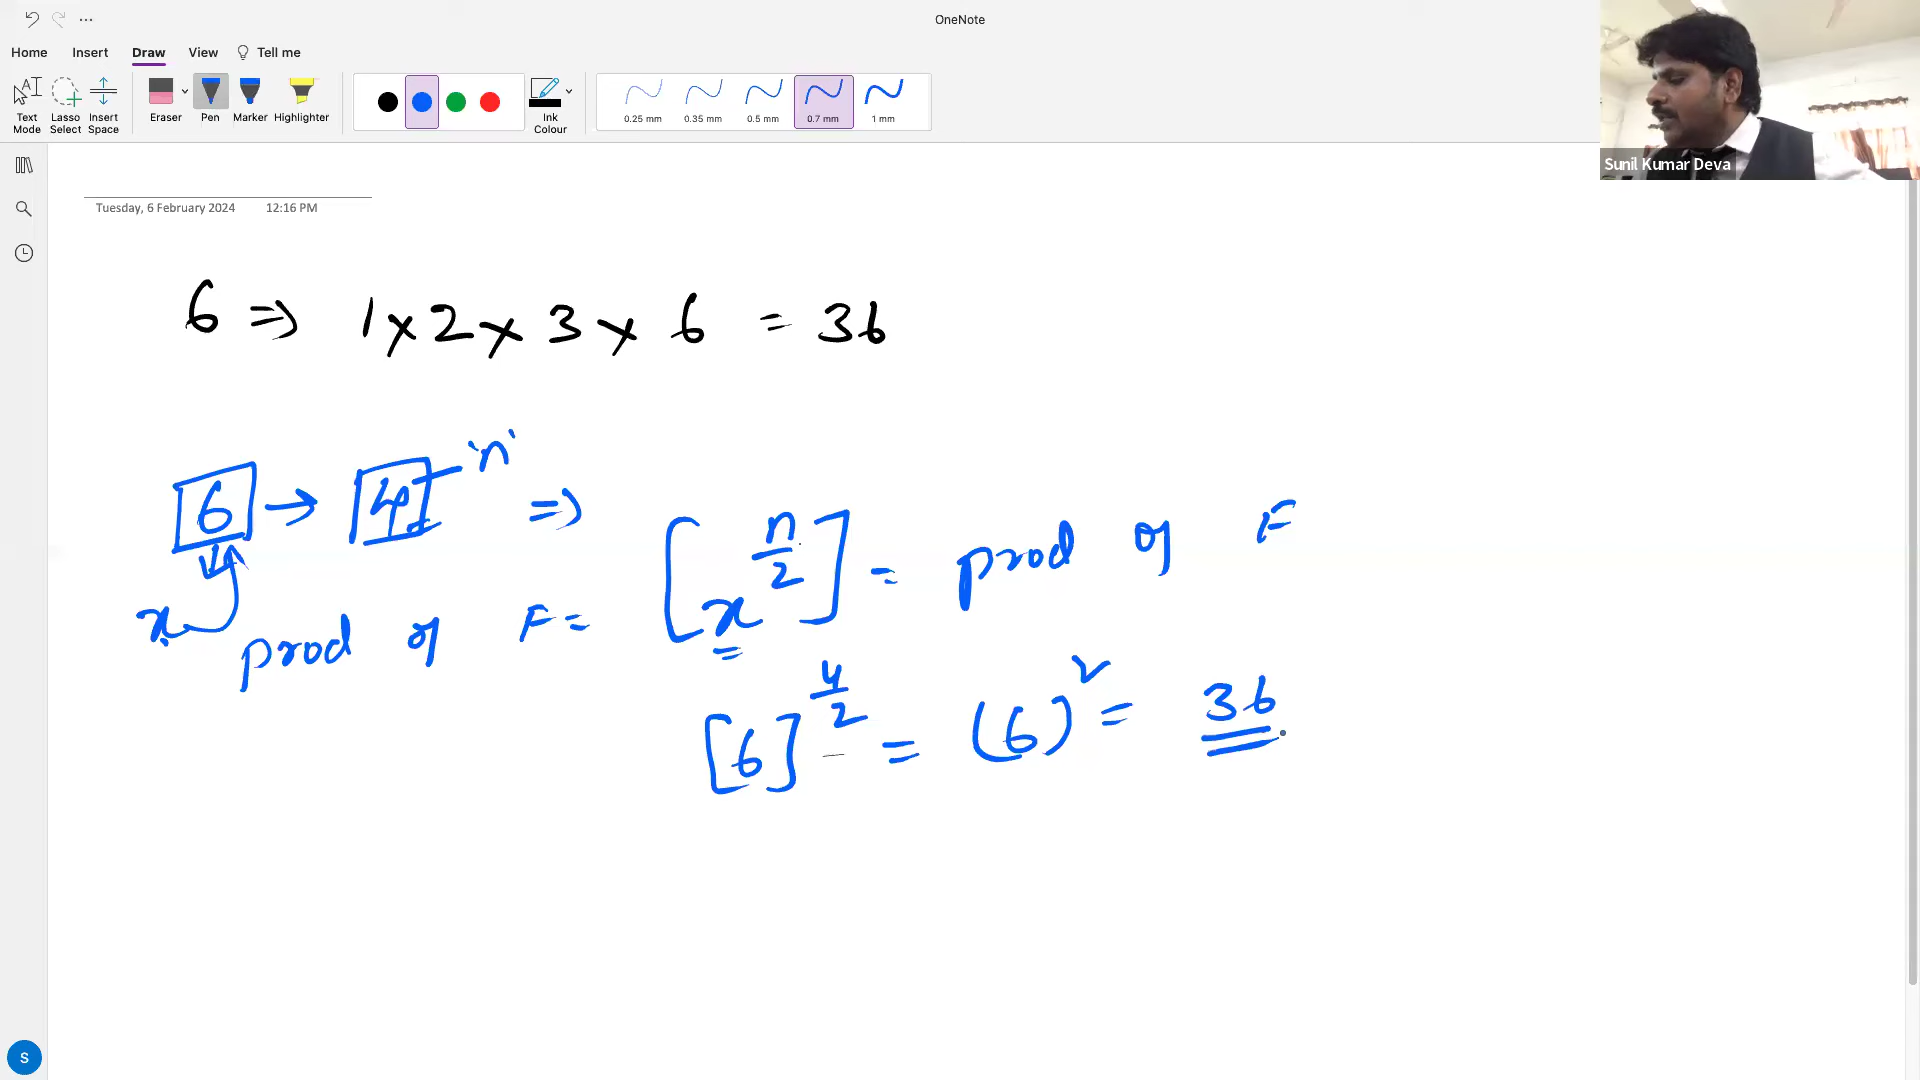 OneNote
Home Insert Draw View Tell me
Text Mode Lasso Select Insert Space Eraser Pen Marker Highlighter Ink Colour 0.25 mm 0.35 mm 0.5 mm 0.7 mm 1 mm
Sunil Kumar Deva
Tuesday, 6 February 2024 12:16 PM
6 ⇒ 1 × 2 × 3 × 6 = 36
6 → 4 'n' ⇒ [x^(n/2)] = prod of F
x prod of F =
[6]^(4/2) = (6)^2 = 36
S